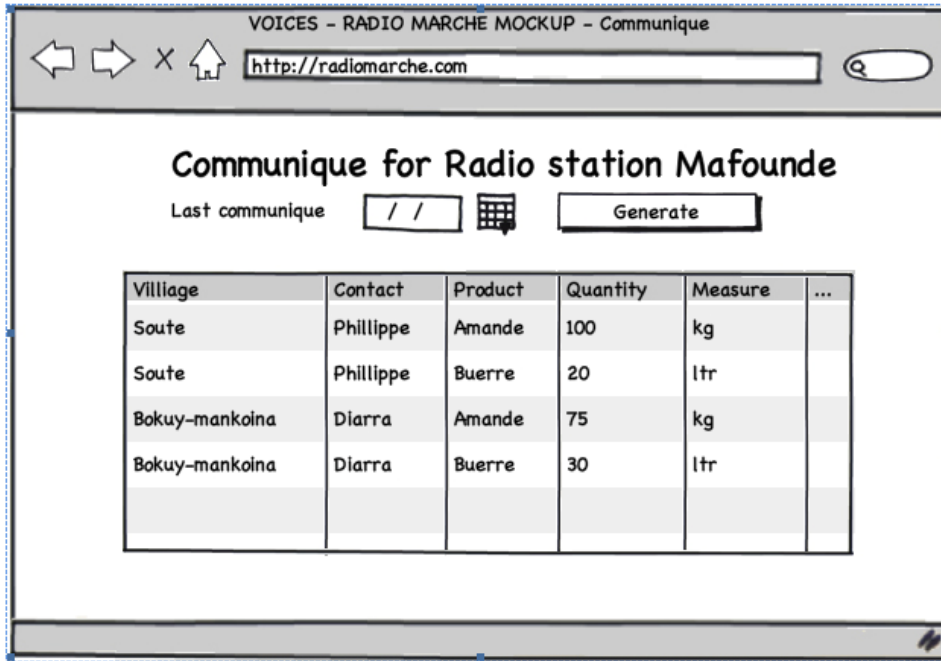 VOICES - RADIO MARCHE MOCKUP - Communique
http://radiomarche.com
Communique for Radio station Mafounde
Last communique / / Generate
Villiage Contact Product Quantity Measure ...
Soute Phillippe Amande 100 kg
Soute Phillippe Buerre 20 ltr
Bokuy-mankoina Diarra Amande 75 kg
Bokuy-mankoina Diarra Buerre 30 ltr